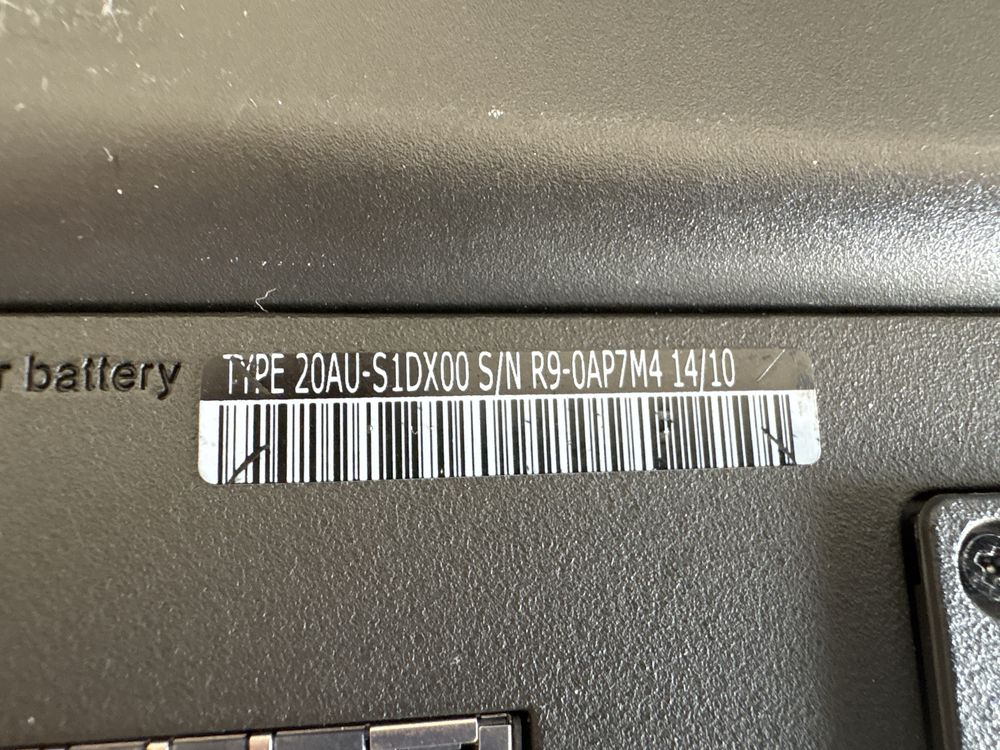 r battery
TYPE 20AU-S1DX00 S/N R9-0AP7M4 14/10